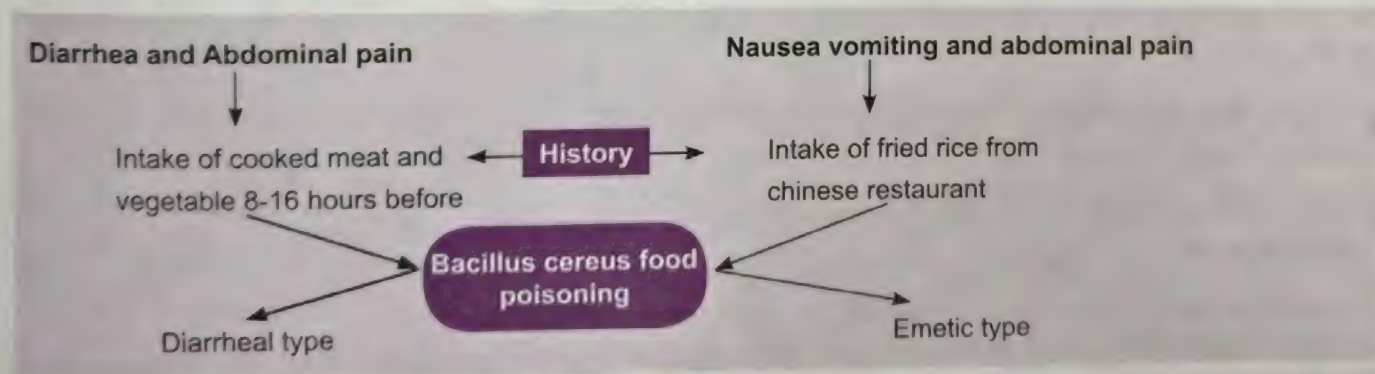 Diarrhea and Abdominal pain
Nausea vomiting and abdominal pain
Intake of cooked meat and
vegetable 8-16 hours before
History
Intake of fried rice from
chinese restaurant
Bacillus cereus food
poisoning
Diarrheal type
Emetic type